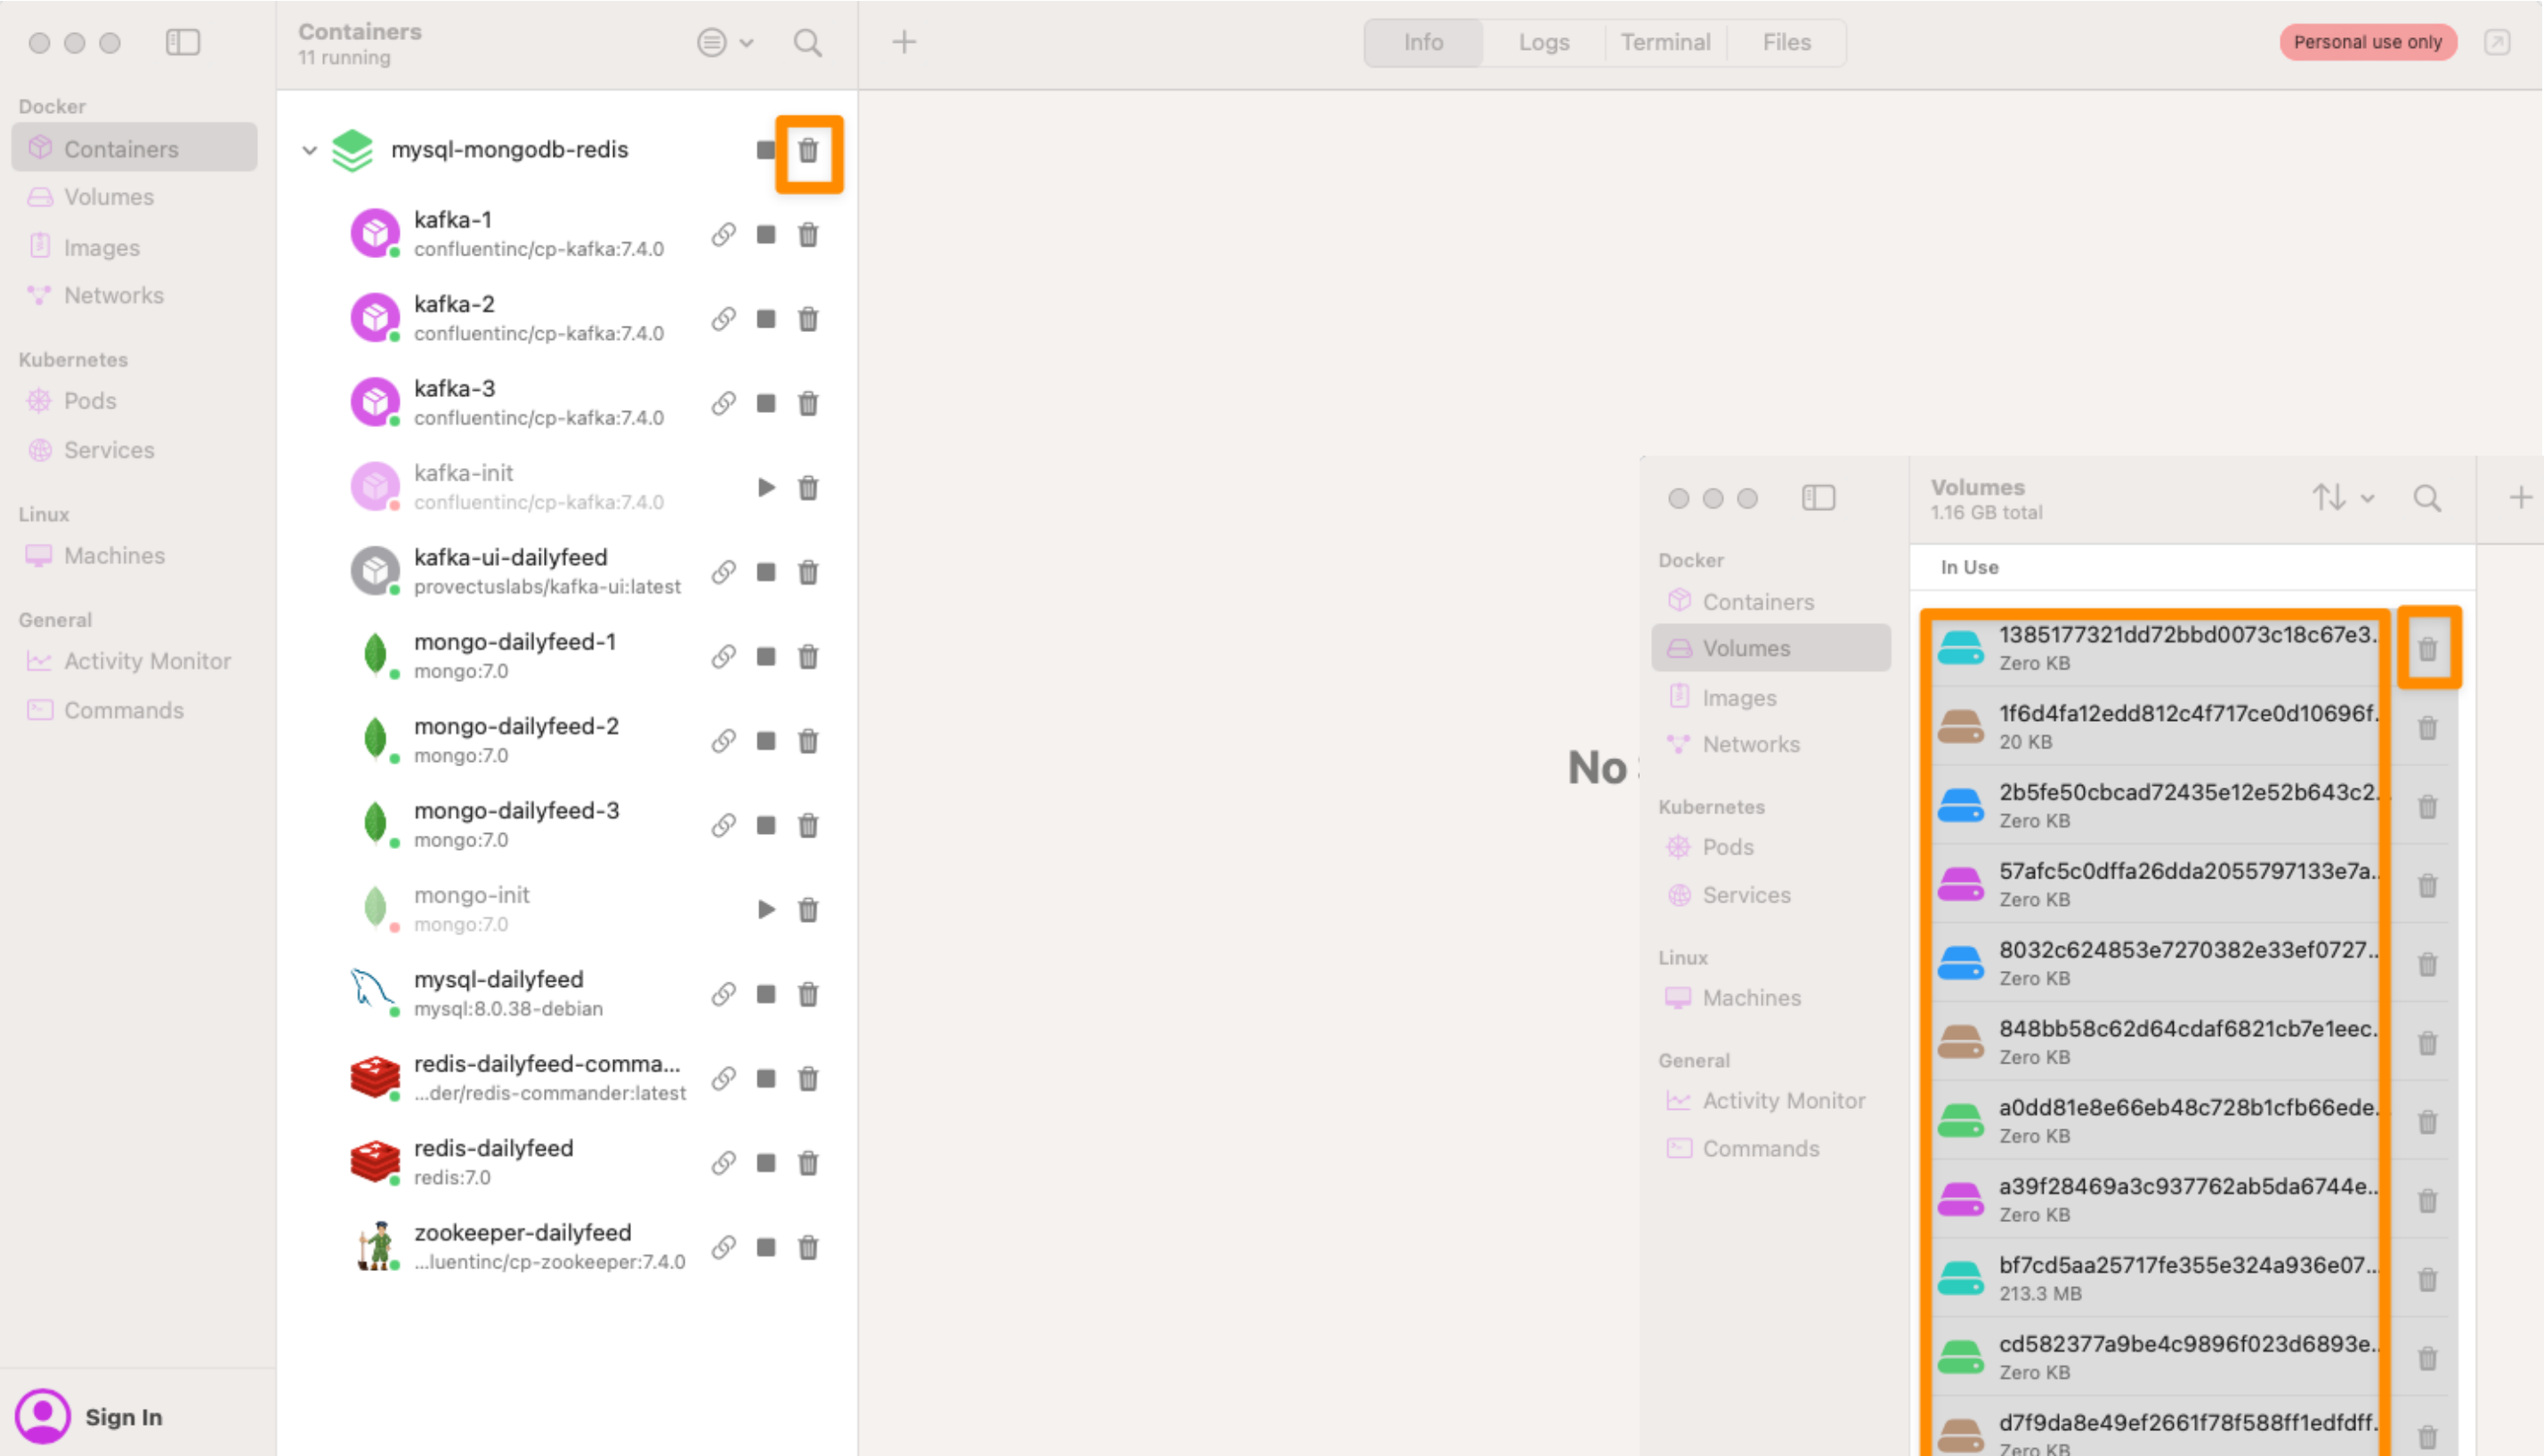 Containers
11 running
Info
Logs
Terminal
Files
Personal use only
Docker
Containers
Volumes
Images
Networks
Kubernetes
Pods
Services
Linux
Machines
General
Activity Monitor
Commands
Sign In
mysql-mongodb-redis
kafka-1
confluentinc/cp-kafka:7.4.0
kafka-2
confluentinc/cp-kafka:7.4.0
kafka-3
confluentinc/cp-kafka:7.4.0
kafka-init
confluentinc/cp-kafka:7.4.0
kafka-ui-dailyfeed
provectuslabs/kafka-ui:latest
mongo-dailyfeed-1
mongo:7.0
mongo-dailyfeed-2
mongo:7.0
mongo-dailyfeed-3
mongo:7.0
mongo-init
mongo:7.0
mysql-dailyfeed
mysql:8.0.38-debian
redis-dailyfeed-comma...
...der/redis-commander:latest
redis-dailyfeed
redis:7.0
zookeeper-dailyfeed
...luentinc/cp-zookeeper:7.4.0
No
Volumes
1.16 GB total
Docker
Containers
Volumes
Images
Networks
Kubernetes
Pods
Services
Linux
Machines
General
Activity Monitor
Commands
In Use
1385177321dd72bbd0073c18c67e3..
Zero KB
1f6d4fa12edd812c4f717ce0d10696f..
20 KB
2b5fe50cbcad72435e12e52b643c2...
Zero KB
57afc5c0dffa26dda2055797133e7a...
Zero KB
8032c624853e7270382e33ef0727...
Zero KB
848bb58c62d64cdaf6821cb7e1eec..
Zero KB
a0dd81e8e66eb48c728b1cfb66ede...
Zero KB
a39f28469a3c937762ab5da6744e...
Zero KB
bf7cd5aa25717fe355e324a936e07...
213.3 MB
cd582377a9be4c9896f023d6893e...
Zero KB
d7f9da8e49ef2661f78f588ff1edfdff..
Zero KB